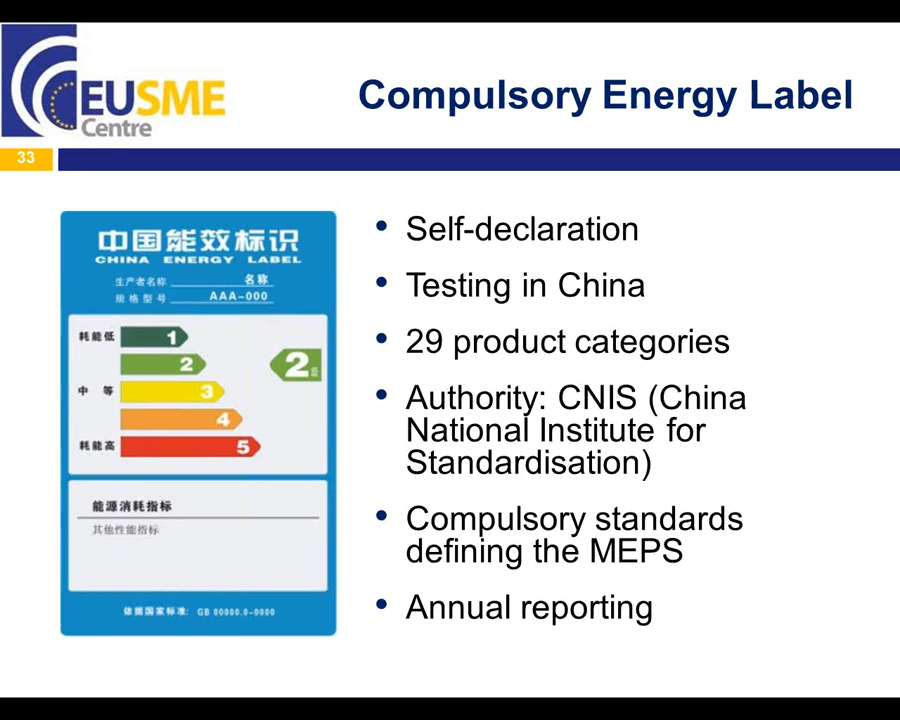 EUSME
Centre
Compulsory Energy Label
33
中国能效标识
CHINA ENERGY LABEL
生产者名称 名称
规格型号 AAA-000
耗能低 1
2
2级
中 等 3
4
耗能高 5
能源消耗指标
其他性能指标
依据国家标准: GB 00000.0-0000
• Self-declaration
• Testing in China
• 29 product categories
• Authority: CNIS (China
National Institute for
Standardisation)
• Compulsory standards
defining the MEPS
• Annual reporting